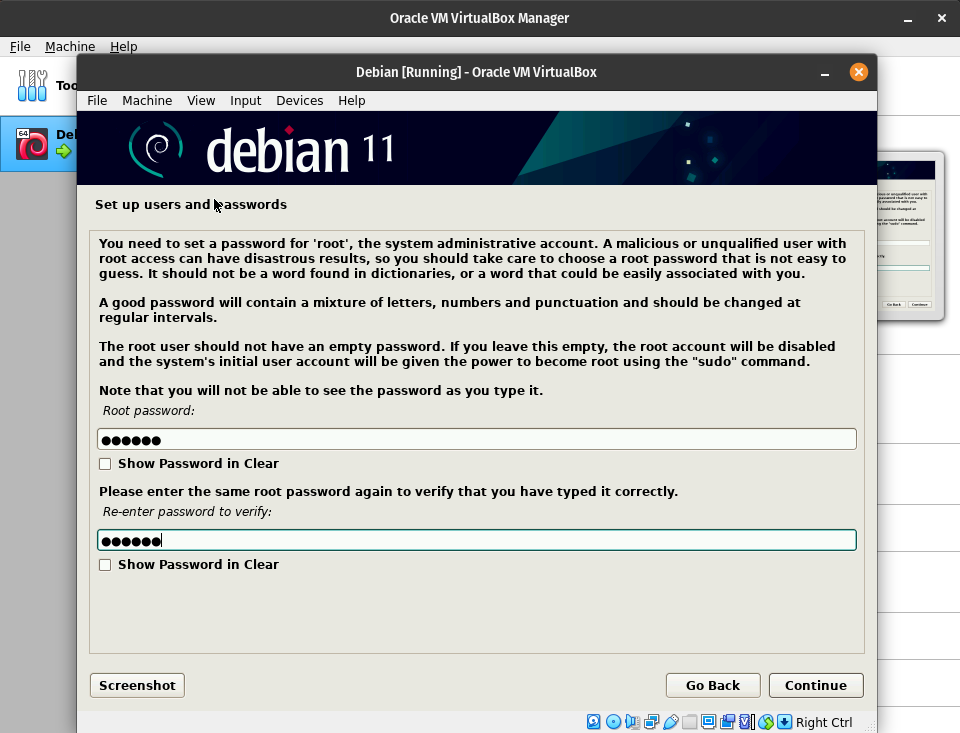 Oracle VM VirtualBox Manager
File Machine Help
Too
64
Deb
Debian [Running] - Oracle VM VirtualBox
File Machine View Input Devices Help
debian 11
Set up users and passwords
You need to set a password for 'root', the system administrative account. A malicious or unqualified user with
root access can have disastrous results, so you should take care to choose a root password that is not easy to
guess. It should not be a word found in dictionaries, or a word that could be easily associated with you.
A good password will contain a mixture of letters, numbers and punctuation and should be changed at
regular intervals.
The root user should not have an empty password. If you leave this empty, the root account will be disabled
and the system's initial user account will be given the power to become root using the "sudo" command.
Note that you will not be able to see the password as you type it.
Root password:
●●●●●●
Show Password in Clear
Please enter the same root password again to verify that you have typed it correctly.
Re-enter password to verify:
●●●●●●
Show Password in Clear
Screenshot
Go Back
Continue
Right Ctrl